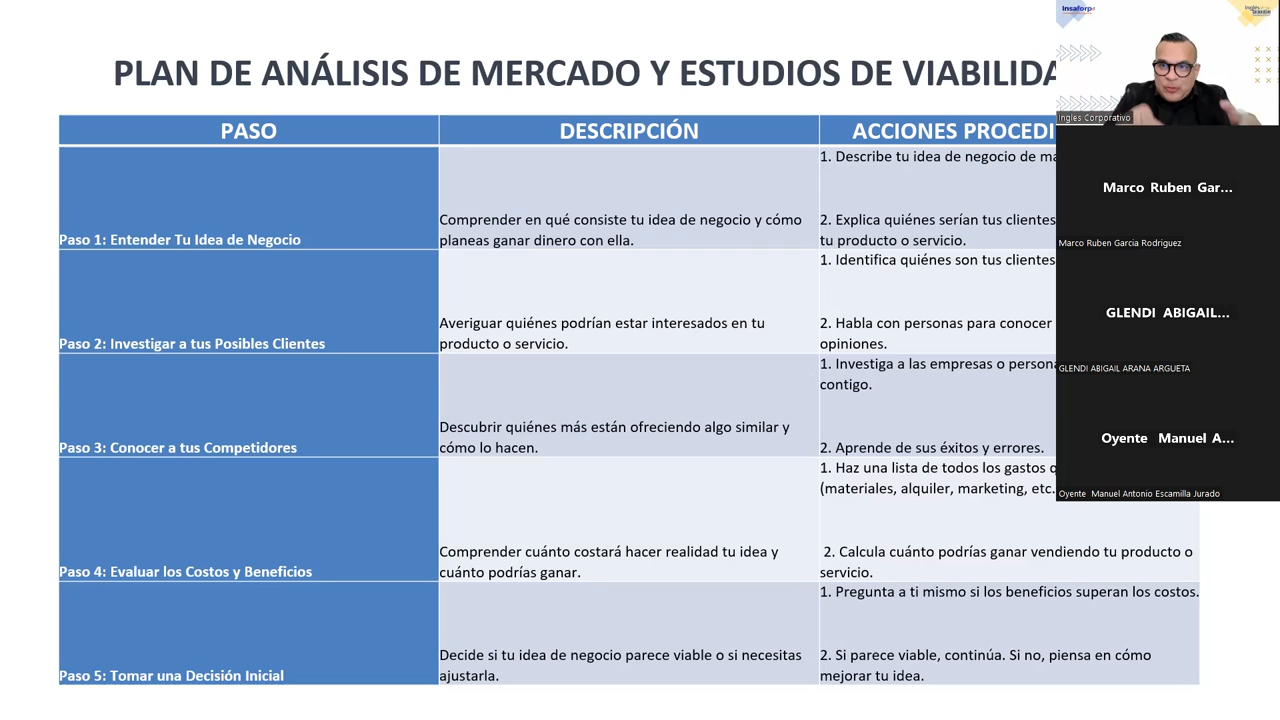 PLAN DE ANÁLISIS DE MERCADO Y ESTUDIOS DE VIABILIDA
PASO
DESCRIPCIÓN
ACCIONES PROCEDI
Paso 1: Entender Tu Idea de Negocio
Comprender en qué consiste tu idea de negocio y cómo
planeas ganar dinero con ella.
1. Describe tu idea de negocio de
2. Explica quiénes serían tus clientes
tu producto o servicio.
Paso 2: Investigar a tus Posibles Clientes
Averiguar quiénes podrían estar interesados en tu
producto o servicio.
1. Identifica quiénes son tus clientes
2. Habla con personas para conocer
opiniones.
Paso 3: Conocer a tus Competidores
Descubrir quiénes más están ofreciendo algo similar y
cómo lo hacen.
1. Investiga a las empresas o persona
contigo.
2. Aprende de sus éxitos y errores.
Paso 4: Evaluar los Costos y Beneficios
Comprender cuánto costará hacer realidad tu idea y
cuánto podrías ganar.
1. Haz una lista de todos los gastos
(materiales, alquiler, marketing, etc.
2. Calcula cuánto podrías ganar vendiendo tu producto o
servicio.
Paso 5: Tomar una Decisión Inicial
Decide si tu idea de negocio parece viable o si necesitas
ajustarla.
1. Pregunta a ti mismo si los beneficios superan los costos.
2. Si parece viable, continúa. Si no, piensa en cómo
mejorar tu idea.
Insaforp
Ingles Corporativo
Marco Ruben Gar...
Marco Ruben Garcia Rodriguez
GLENDI ABIGAIL...
GLENDI ABIGAIL ARANA ARGUETA
Oyente Manuel A...
Oyente Manuel Antonio Escamilla Jurado